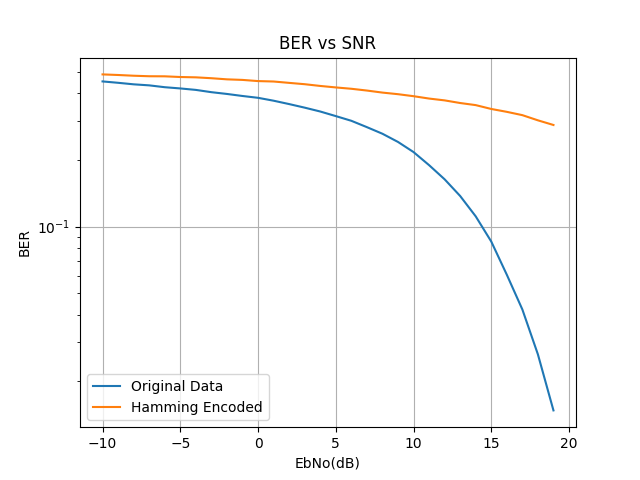 BER vs SNR
BER
10⁻¹
Original Data
Hamming Encoded
−10 −5 0 5 10 15 20
EbNo(dB)